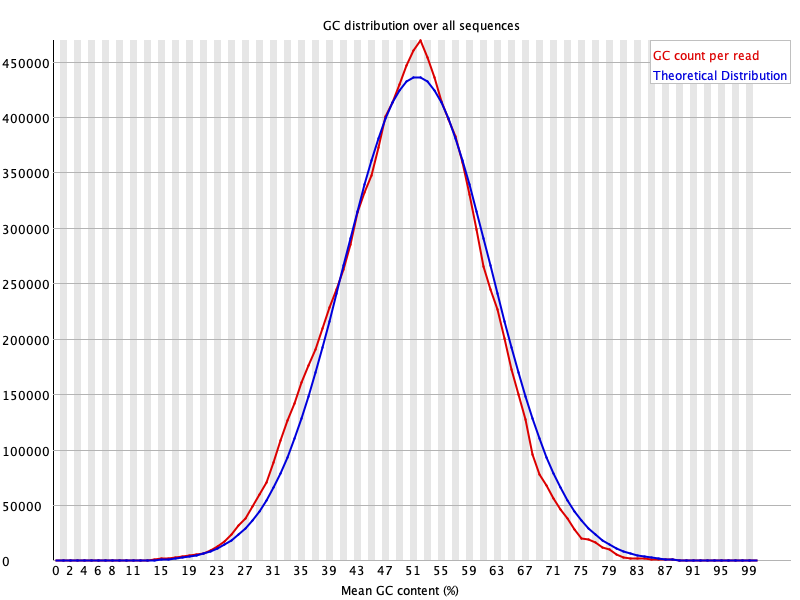 GC distribution over all sequences
GC count per read
Theoretical Distribution
450000
400000
350000
300000
250000
200000
150000
100000
50000
0
0 2 4 6 8 11 15 19 23 27 31 35 39 43 47 51 55 59 63 67 71 75 79 83 87 91 95 99
Mean GC content (%)